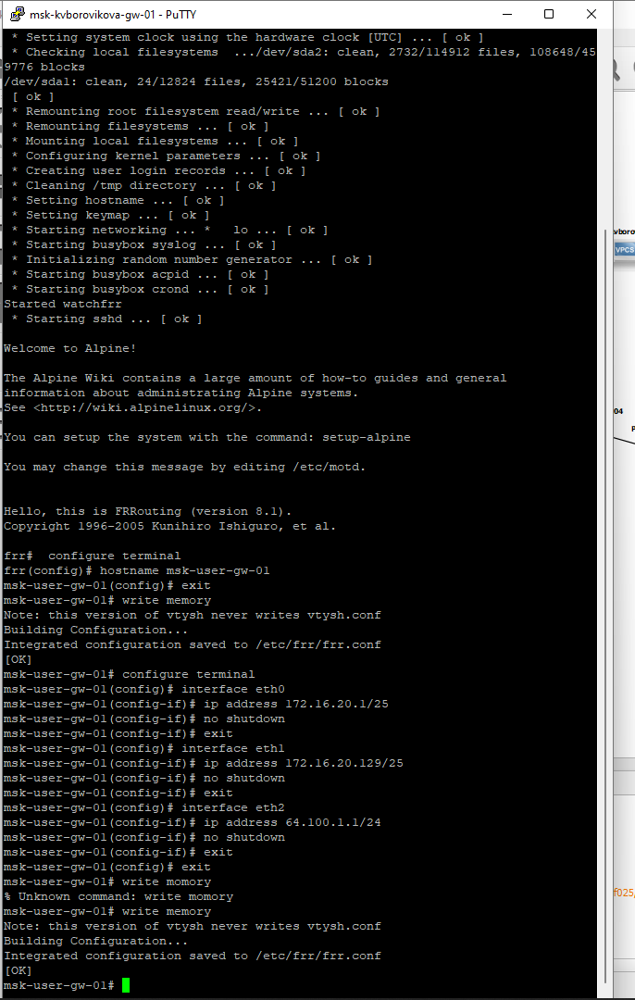 msk-kvborovikova-gw-01 - PuTTY
* Setting system clock using the hardware clock [UTC] ... [ ok ]
* Checking local filesystems  .../dev/sda2: clean, 2732/114912 files, 108648/45
9776 blocks
/dev/sda1: clean, 24/12824 files, 25421/51200 blocks
[ ok ]
* Remounting root filesystem read/write ... [ ok ]
* Remounting filesystems ... [ ok ]
* Mounting local filesystems ... [ ok ]
* Configuring kernel parameters ... [ ok ]
* Creating user login records ... [ ok ]
* Cleaning /tmp directory ... [ ok ]
* Setting hostname ... [ ok ]
* Setting keymap ... [ ok ]
* Starting networking ... *   lo ... [ ok ]
* Starting busybox syslog ... [ ok ]
* Initializing random number generator ... [ ok ]
* Starting busybox acpid ... [ ok ]
* Starting busybox crond ... [ ok ]
Started watchfrr
* Starting sshd ... [ ok ]
Welcome to Alpine!
The Alpine Wiki contains a large amount of how-to guides and general
information about administrating Alpine systems.
See <http://wiki.alpinelinux.org/>.
You can setup the system with the command: setup-alpine
You may change this message by editing /etc/motd.
Hello, this is FRRouting (version 8.1).
Copyright 1996-2005 Kunihiro Ishiguro, et al.
frr#  configure terminal
frr(config)# hostname msk-user-gw-01
msk-user-gw-01(config)# exit
msk-user-gw-01# write memory
Note: this version of vtysh never writes vtysh.conf
Building Configuration...
Integrated configuration saved to /etc/frr/frr.conf
[OK]
msk-user-gw-01# configure terminal
msk-user-gw-01(config)# interface eth0
msk-user-gw-01(config-if)# ip address 172.16.20.1/25
msk-user-gw-01(config-if)# no shutdown
msk-user-gw-01(config-if)# exit
msk-user-gw-01(config)# interface eth1
msk-user-gw-01(config-if)# ip address 172.16.20.129/25
msk-user-gw-01(config-if)# no shutdown
msk-user-gw-01(config-if)# exit
msk-user-gw-01(config)# interface eth2
msk-user-gw-01(config-if)# ip address 64.100.1.1/24
msk-user-gw-01(config-if)# no shutdown
msk-user-gw-01(config-if)# exit
msk-user-gw-01(config)# exit
msk-user-gw-01# write momory
% Unknown command: write momory
msk-user-gw-01# write memory
Note: this version of vtysh never writes vtysh.conf
Building Configuration...
Integrated configuration saved to /etc/frr/frr.conf
[OK]
msk-user-gw-01#
VPCS
04
f025,